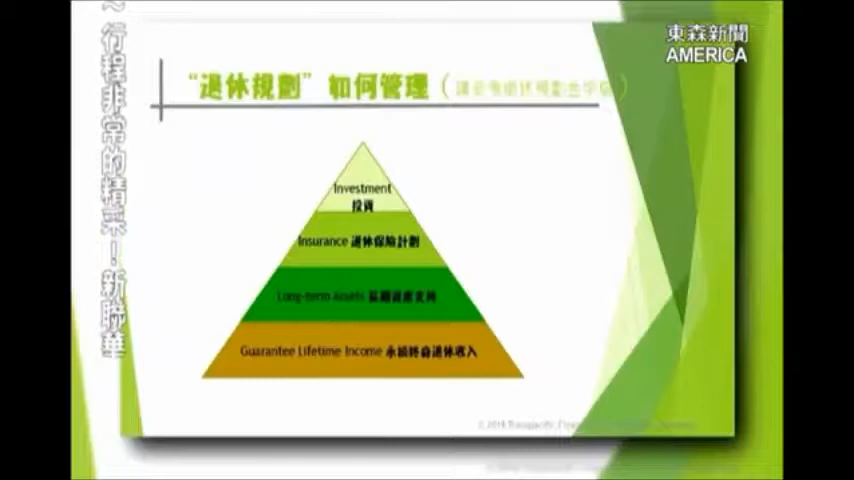 東森新聞
AMERICA
~行程非常的精采！新聯華
“退休規劃”如何管理
Investment
投資
Insurance 退休保險計劃
Long-term Assets 長期資產支持
Guarantee Lifetime Income 永續終身退休收入